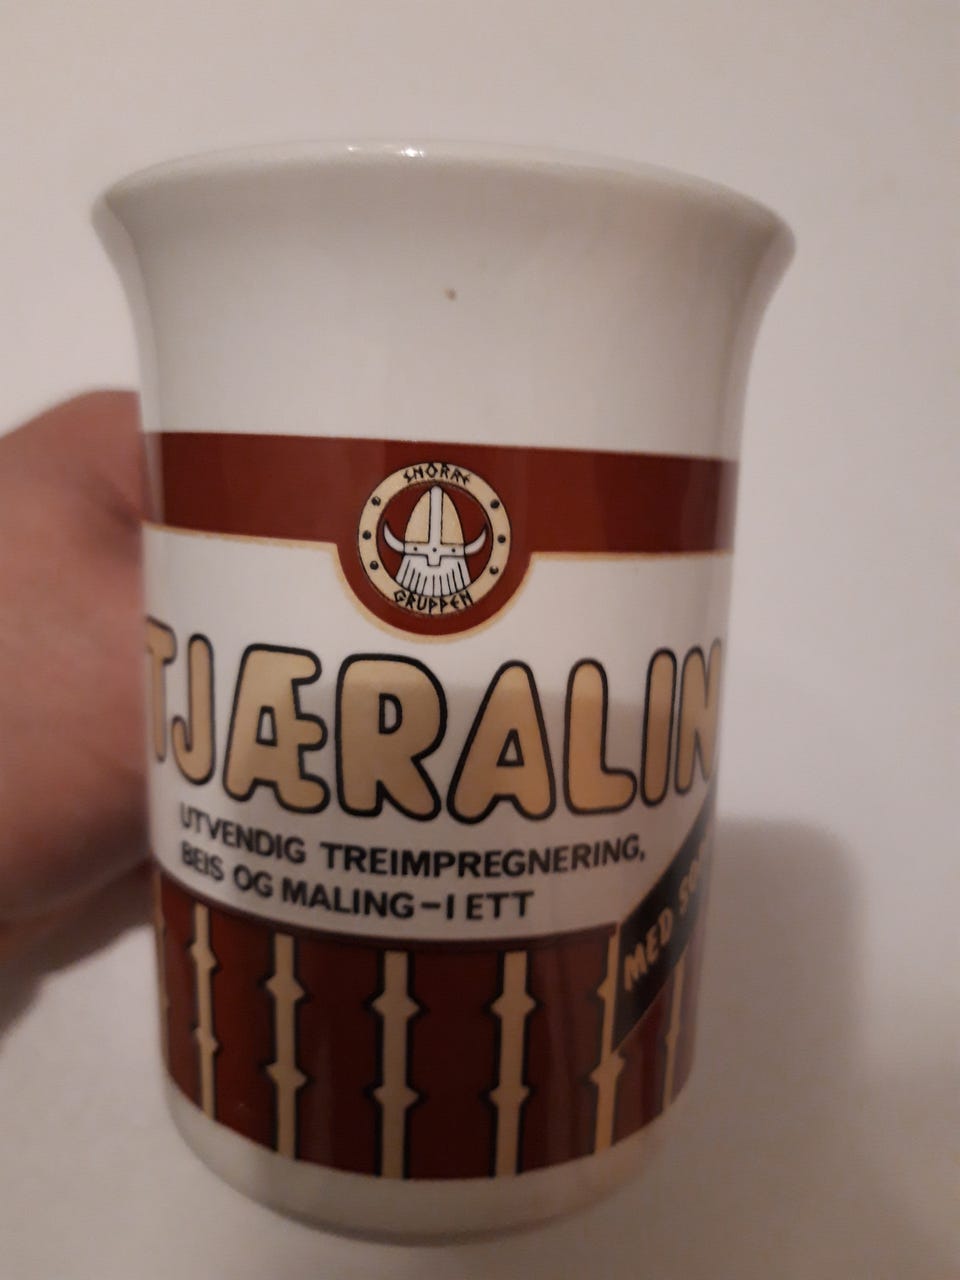 SNORRE
GRUPPEN
TJÆRALIN
UTVENDIG TREIMPREGNERING,
BEIS OG MALING-I ETT
MED